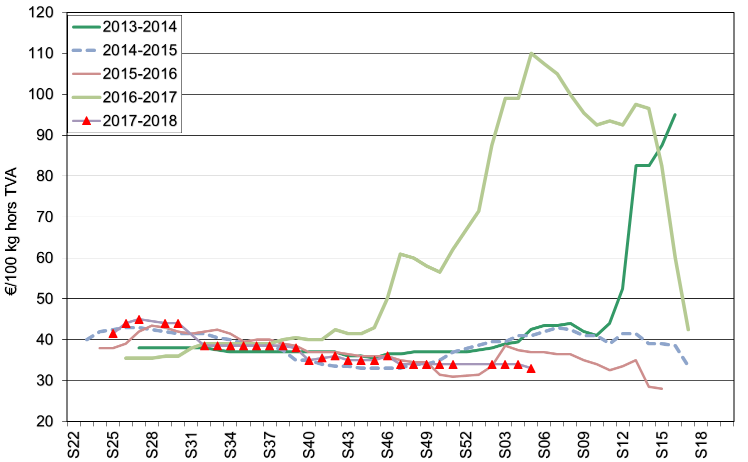 120
110
100
90
80
70
60
50
40
30
20
€/100 kg hors TVA
2013-2014
2014-2015
2015-2016
2016-2017
2017-2018
S22
S25
S28
S31
S34
S37
S40
S43
S46
S49
S52
S03
S06
S09
S12
S15
S18